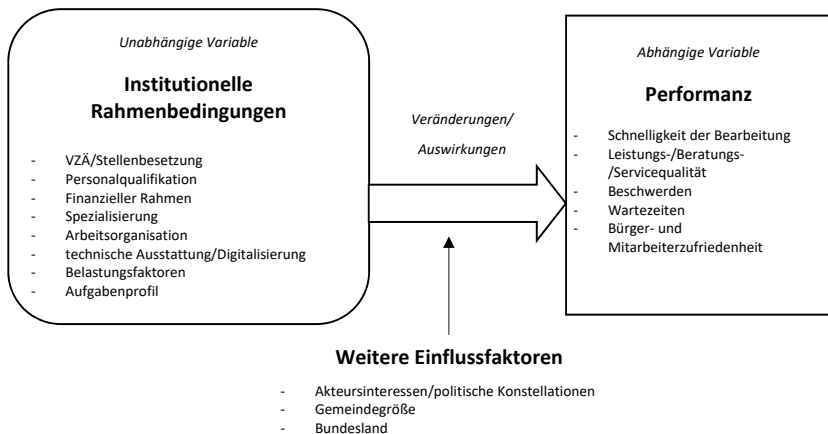 Unabhängige Variable
Institutionelle
Rahmenbedingungen
- VZÄ/Stellenbesetzung
- Personalqualifikation
- Finanzieller Rahmen
- Spezialisierung
- Arbeitsorganisation
- technische Ausstattung/Digitalisierung
- Belastungsfaktoren
- Aufgabenprofil
Veränderungen/
Auswirkungen
Abhängige Variable
Performanz
- Schnelligkeit der Bearbeitung
- Leistungs-/Beratungs-
/Servicequalität
- Beschwerden
- Wartezeiten
- Bürger- und
Mitarbeiterzufriedenheit
Weitere Einflussfaktoren
- Akteursinteressen/politische Konstellationen
- Gemeindegröße
- Bundesland